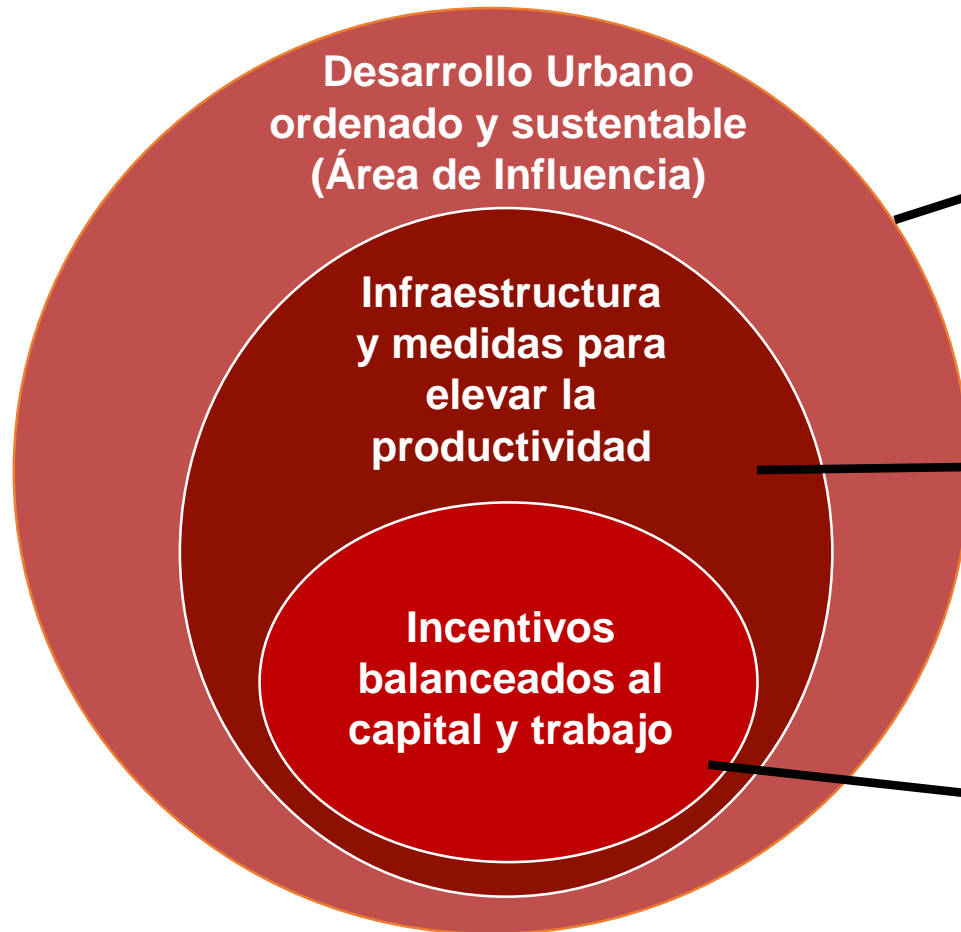 Desarrollo Urbano
ordenado y sustentable
(Área de Influencia)
Infraestructura
y medidas para
elevar la
productividad
Incentivos
balanceados al
capital y trabajo